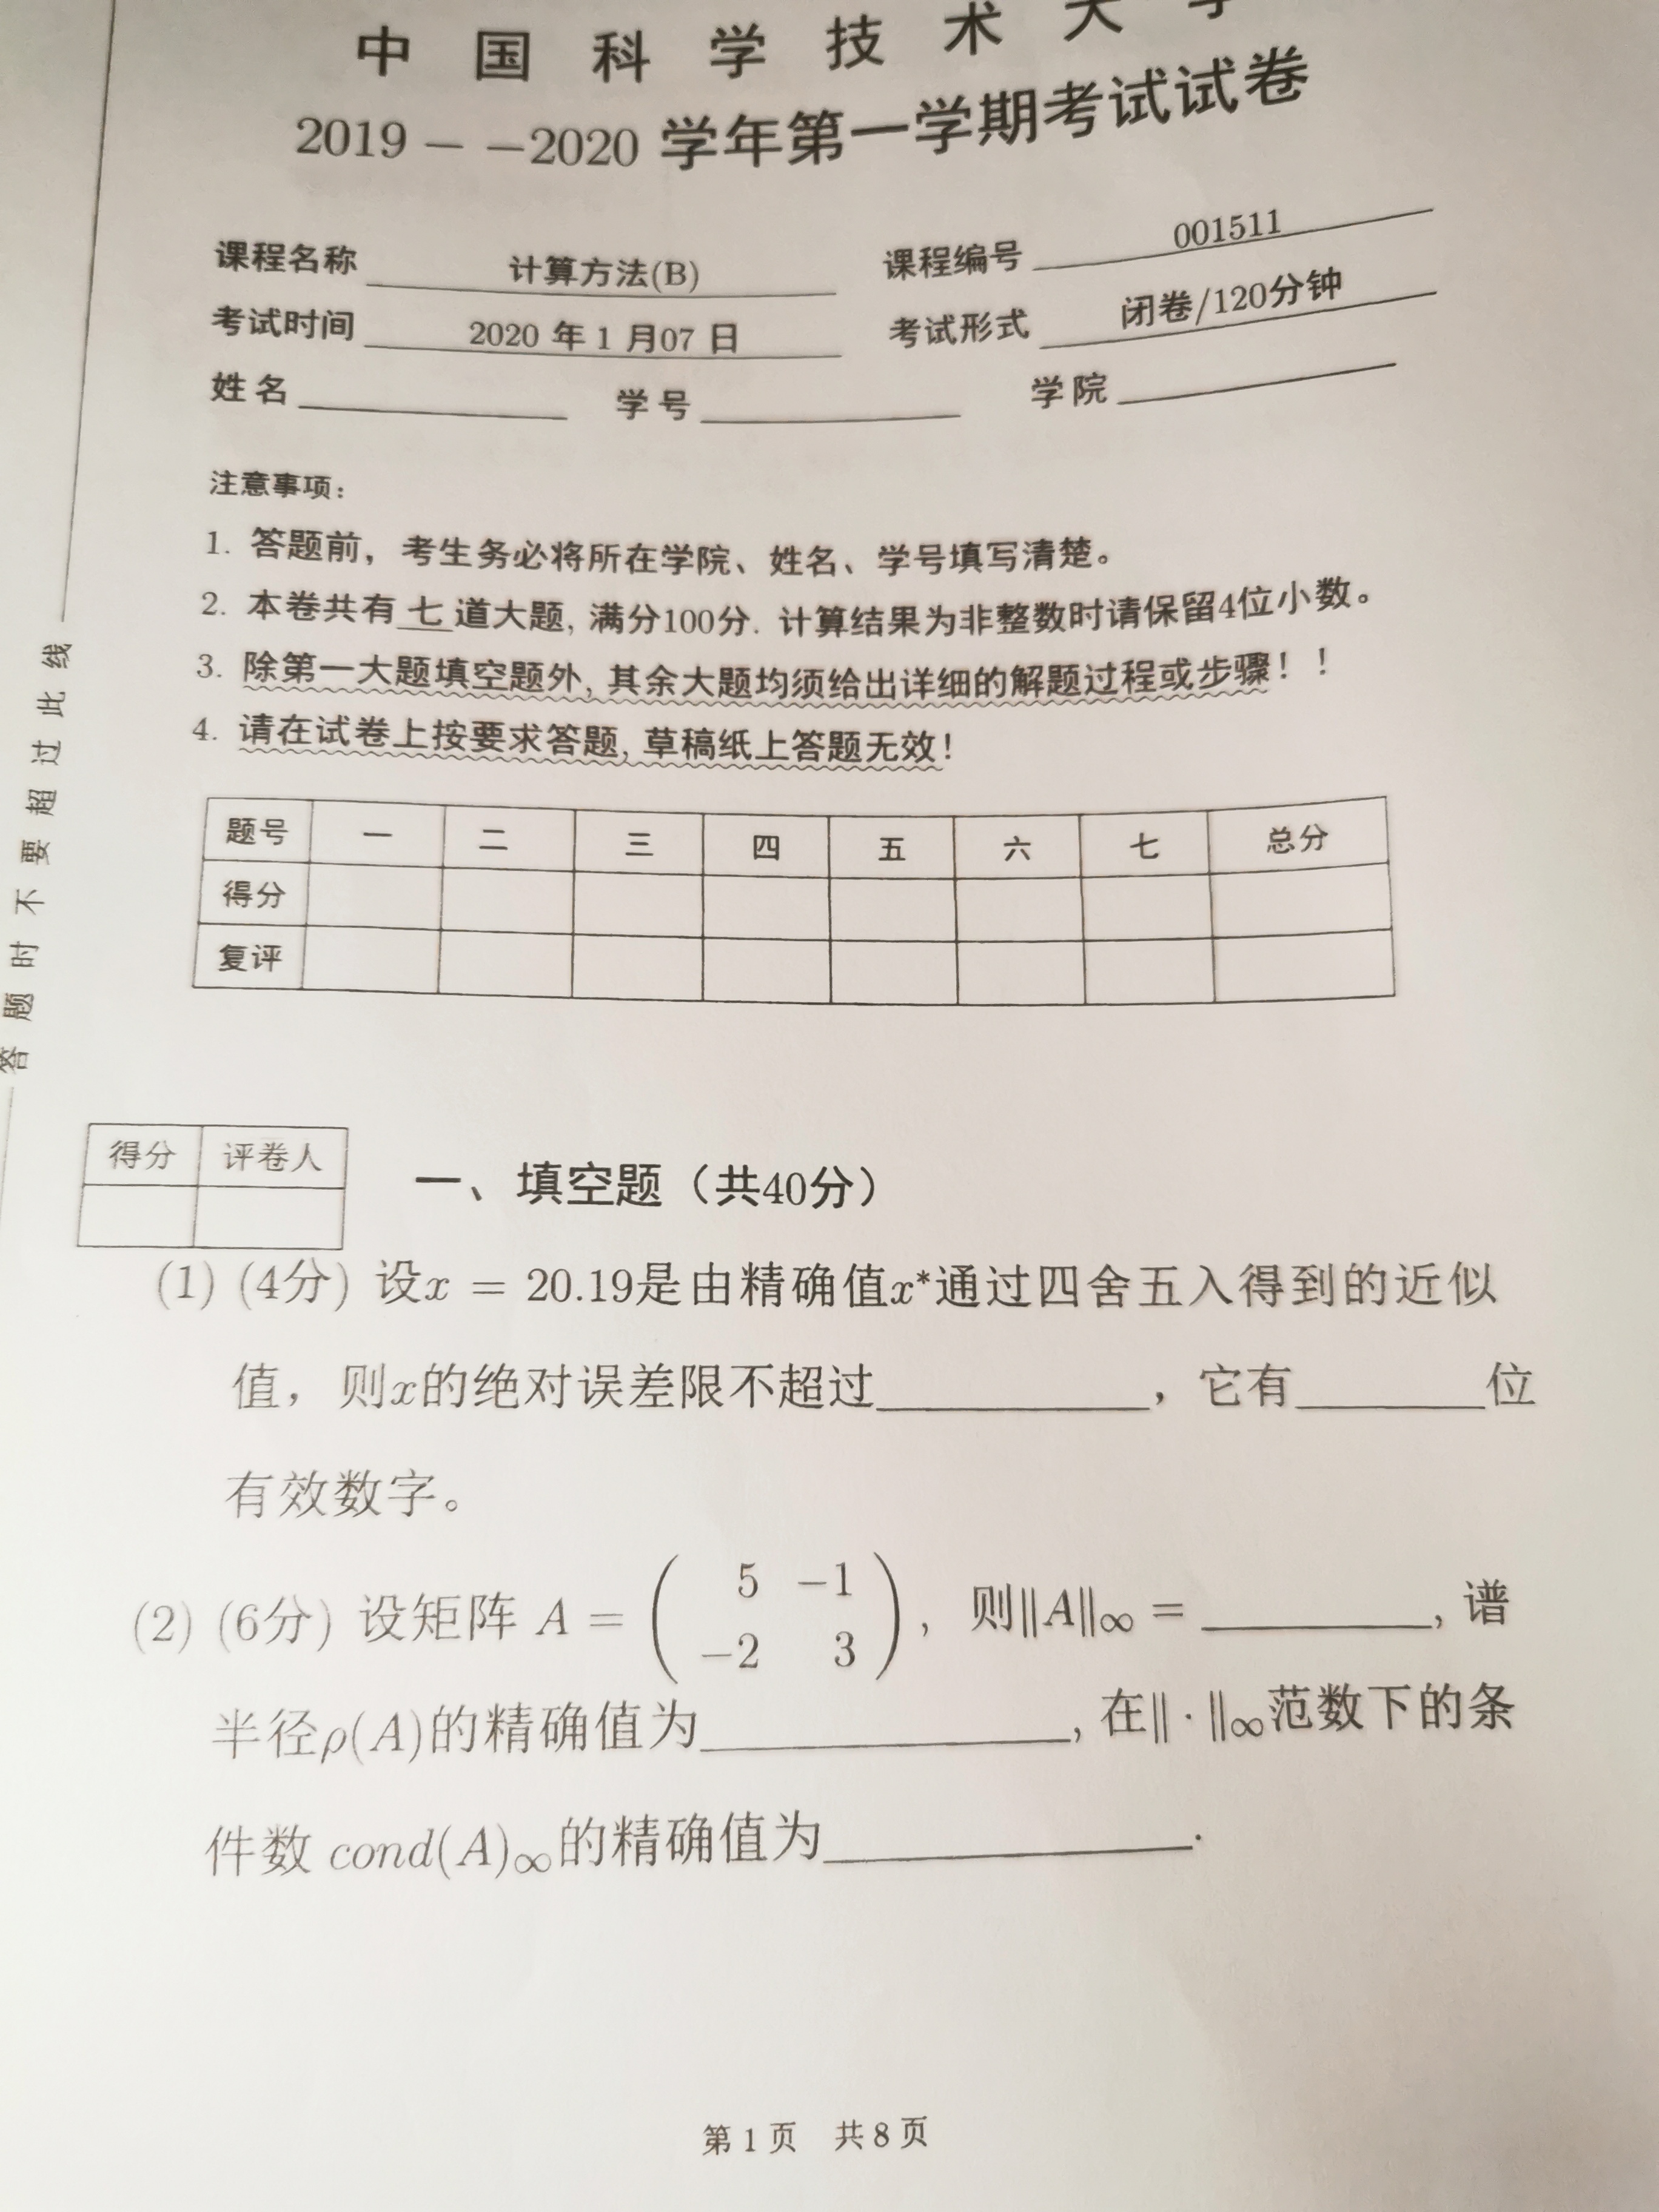 中 国 科 学 技 术 大 学
2019 – –2020 学年第一学期考试试卷
课程名称 计算方法(B) 课程编号 001511
考试时间 2020 年 1 月07 日 考试形式 闭卷/120分钟
姓 名 学 号 学 院
注意事项:
1. 答题前，考生务必将所在学院、姓名、学号填写清楚。
2. 本卷共有 七 道大题, 满分100分. 计算结果为非整数时请保留4位小数。
3. 除第一大题填空题外, 其余大题均须给出详细的解题过程或步骤！！
4. 请在试卷上按要求答题, 草稿纸上答题无效!
题号 一 二 三 四 五 六 七 总分
得分
复评
答 题 时 不 要 超 过 此 线
得分 评卷人
一、填空题（共40分）
(1) (4分) 设x = 20.19是由精确值x*通过四舍五入得到的近似
值，则x的绝对误差限不超过__________，它有_______位
有效数字。
(2) (6分) 设矩阵 A = ( 5 −1
−2 3 ), 则‖A‖∞ = ________, 谱
半径ρ(A)的精确值为____________, 在‖ · ‖∞范数下的条
件数 cond(A)∞的精确值为____________.
第 1 页 共 8 页